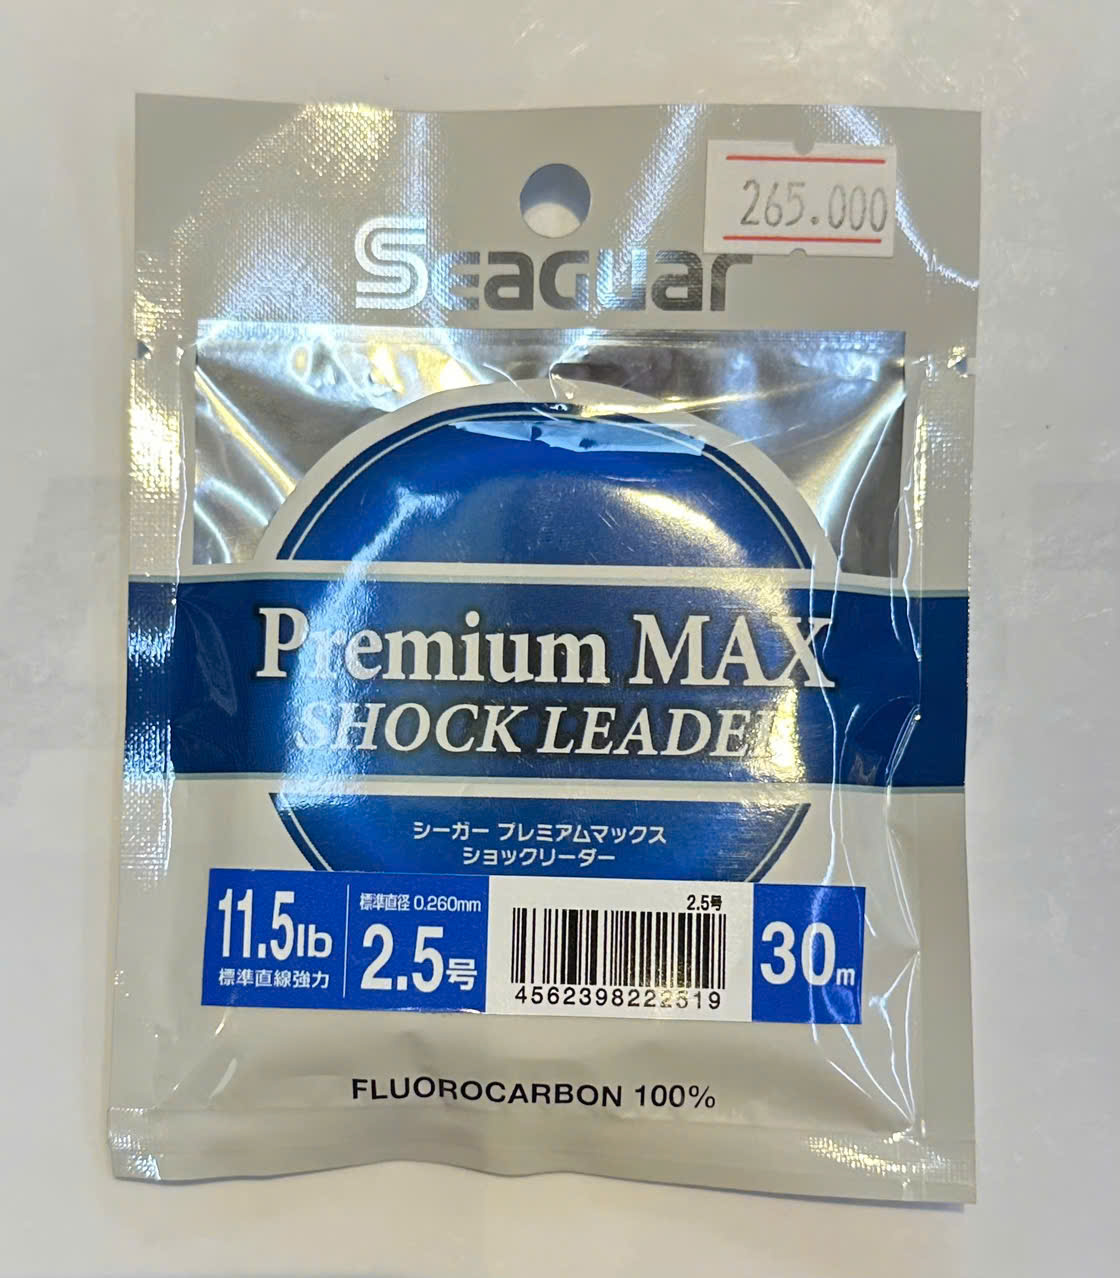 265.000
Seaguar
Premium MAX
SHOCK LEADER
シーガー プレミアムマックス
ショックリーダー
11.5lb
標準直線強力
標準直径 0.260mm
2.5号
2.5号
4562398222519
30m
FLUOROCARBON 100%